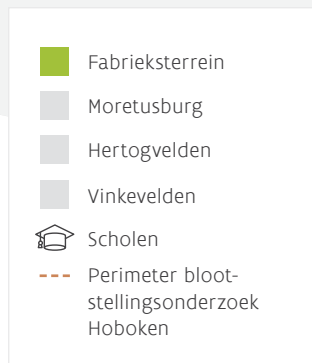 Fabrieksterrein
Moretusburg
Hertogvelden
Vinkevelden
Scholen
Perimeter bloot-
stellingsonderzoek
Hoboken